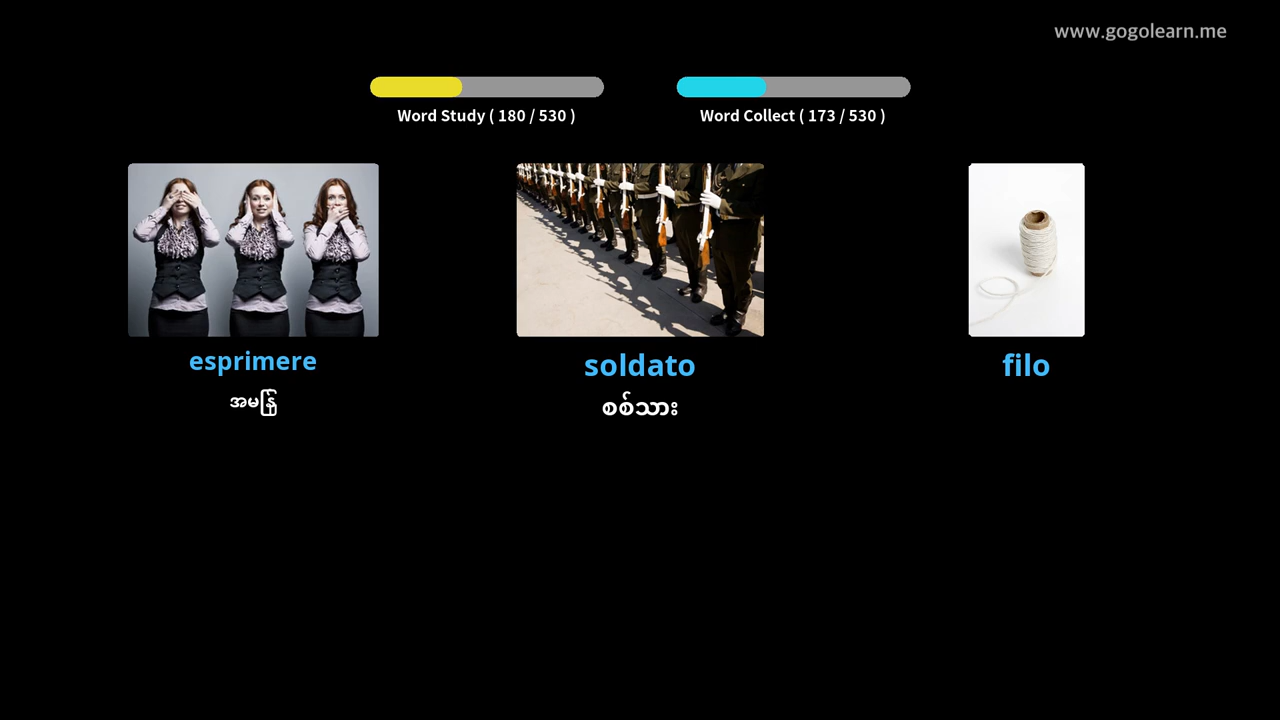 www.gogolearn.me
Word Study ( 180 / 530 )
Word Collect ( 173 / 530 )
esprimere
soldato
filo
အမိန့်
စစ်သား